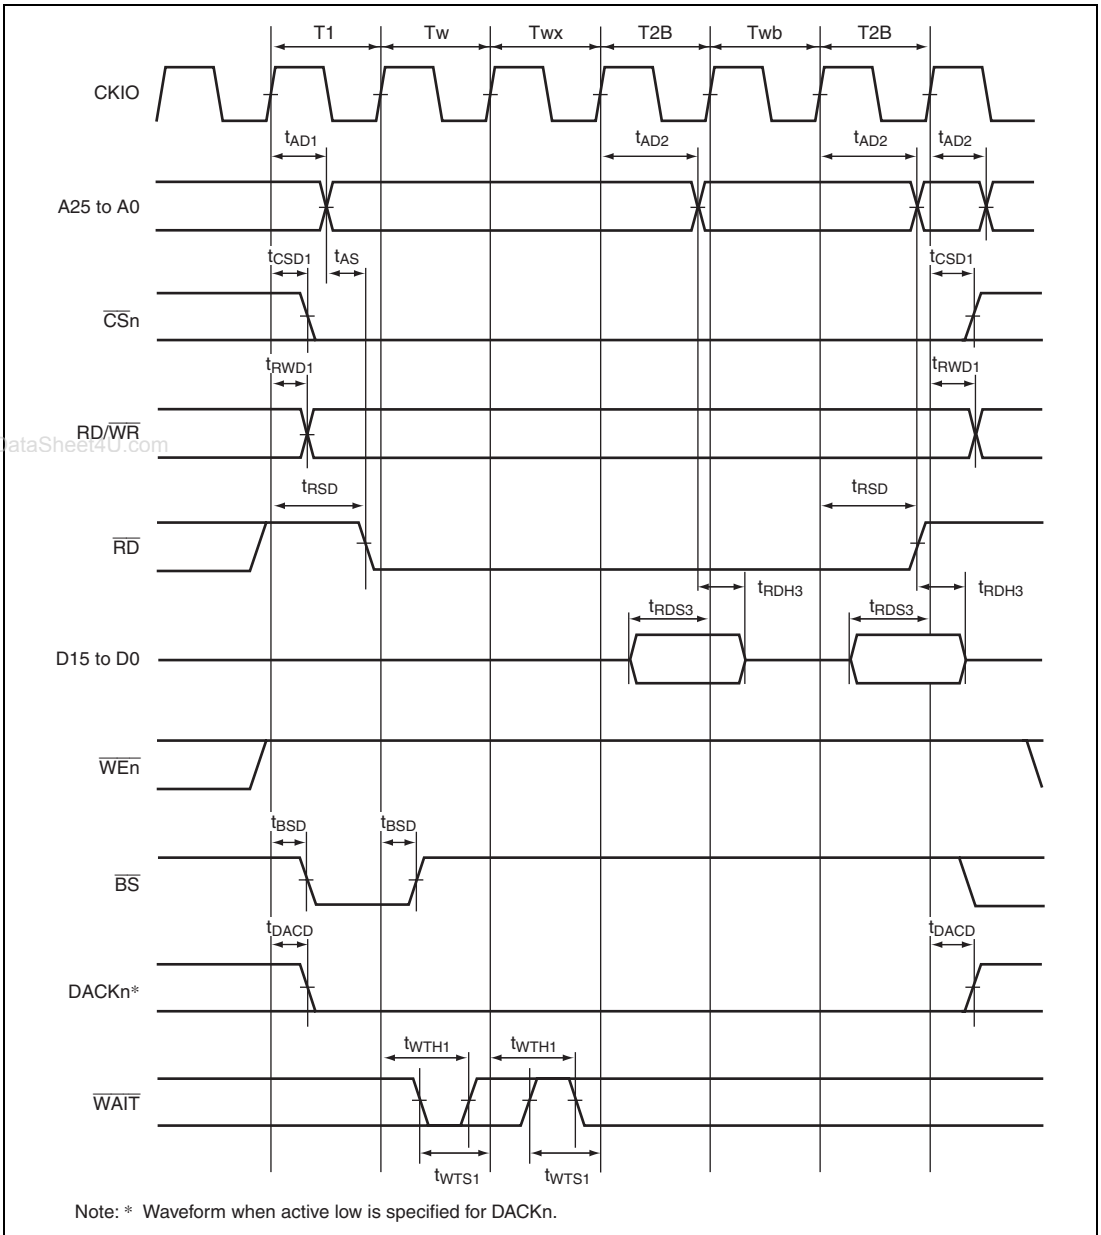 T1 Tw Twx T2B Twb T2B
CKIO
tAD1 tAD2 tAD2 tAD2
A25 to A0
tCSD1 tAS tCSD1
CSn
tRWD1 tRWD1
RD/WR
DataSheet4U.com
tRSD tRSD
RD
tRDH3 tRDH3
tRDS3 tRDS3
D15 to D0
WEn
tBSD tBSD
BS
tDACD tDACD
DACKn*
tWTH1 tWTH1
WAIT
tWTS1 tWTS1
Note: * Waveform when active low is specified for DACKn.